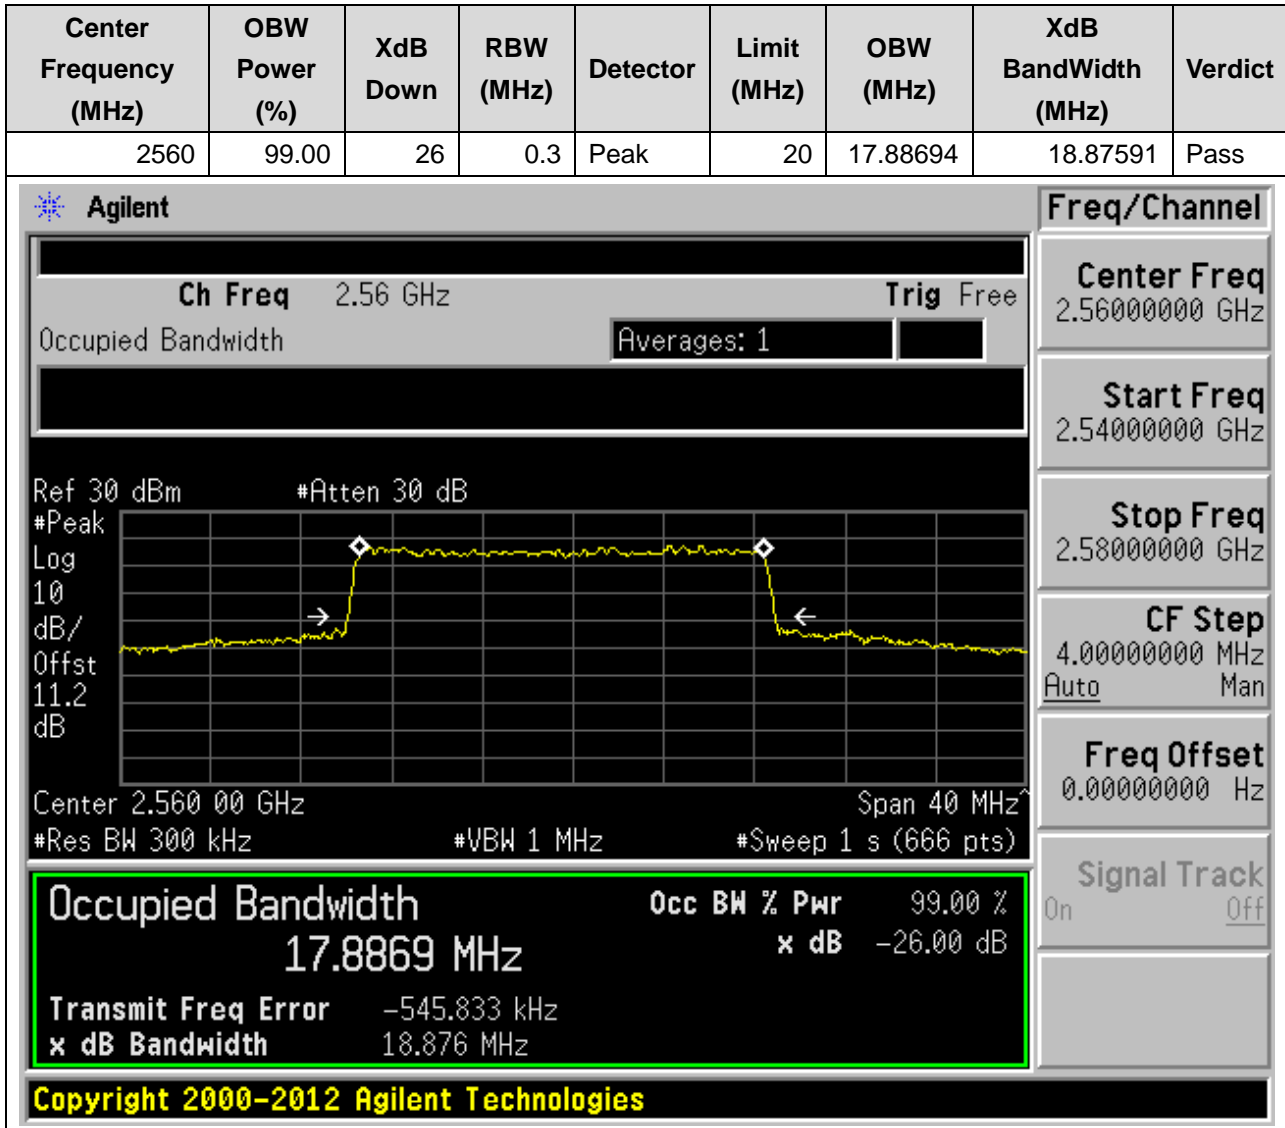 Center Frequency (MHz) OBW Power (%) XdB Down RBW (MHz) Detector Limit (MHz) OBW (MHz) XdB BandWidth (MHz) Verdict
2560 99.00 26 0.3 Peak 20 17.88694 18.87591 Pass
Agilent
Freq/Channel
Ch Freq 2.56 GHz Trig Free
Occupied Bandwidth Averages: 1
Center Freq
2.56000000 GHz
Start Freq
2.54000000 GHz
Stop Freq
2.58000000 GHz
CF Step
4.00000000 MHz
Auto Man
Freq Offset
0.00000000 Hz
Signal Track
On Off
Ref 30 dBm #Atten 30 dB
#Peak
Log
10
dB/
Offst
11.2
dB
Center 2.560 00 GHz Span 40 MHz^
#Res BW 300 kHz #VBW 1 MHz #Sweep 1 s (666 pts)
Occupied Bandwidth Occ BW % Pwr 99.00 %
17.8869 MHz x dB -26.00 dB
Transmit Freq Error -545.833 kHz
x dB Bandwidth 18.876 MHz
Copyright 2000-2012 Agilent Technologies